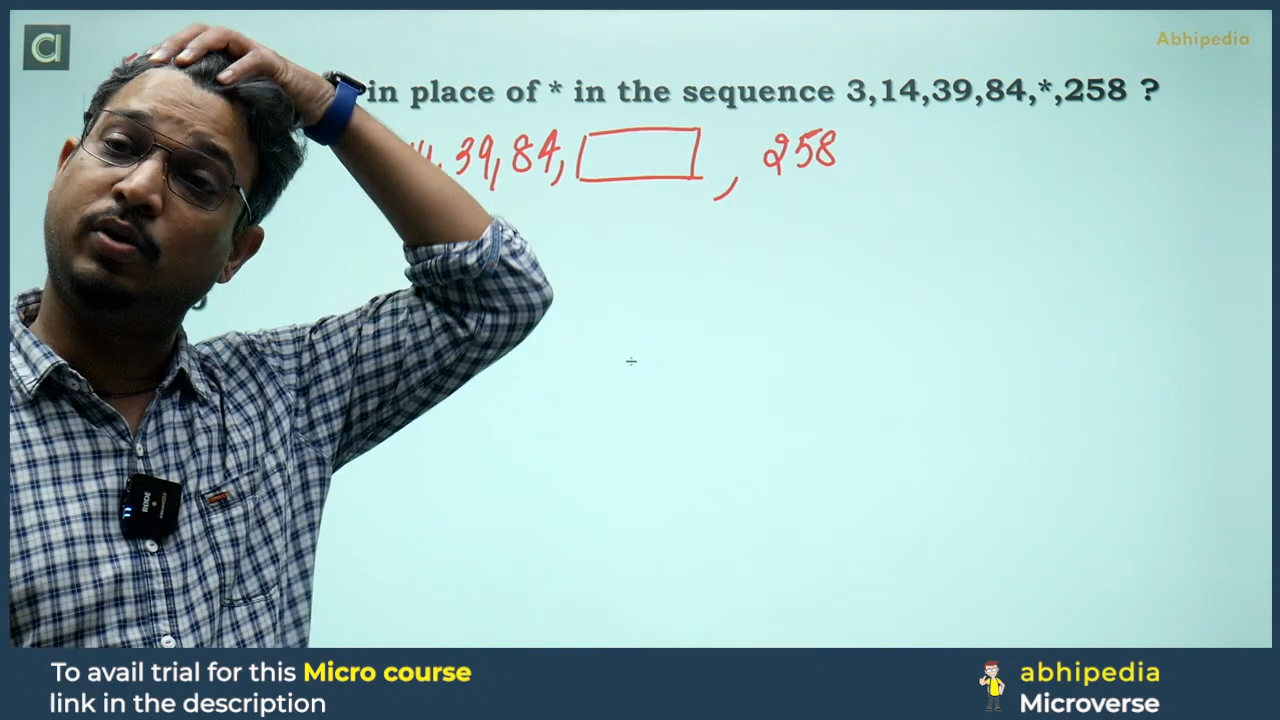 Abhipedia
in place of * in the sequence 3,14,39,84,*,258 ?
39, 84, , 258
÷
RODE
To avail trial for this Micro course
link in the description
abhipedia
Microverse